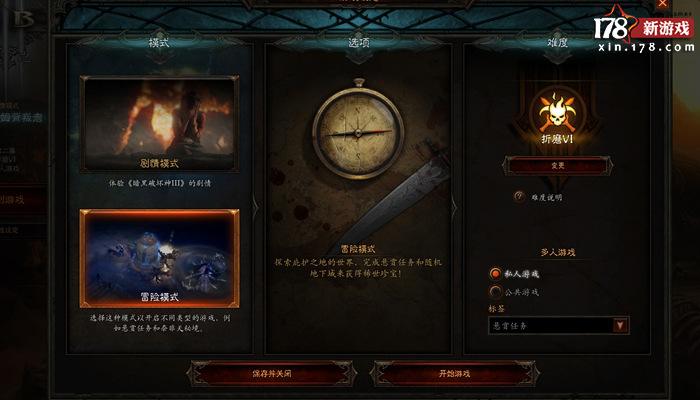 178 新游戏
xin.178.com
模式
选项
难度
剧情模式
体验《暗黑破坏神III》的剧情
冒险模式
选择这种模式以开启不同类型的游戏，例
如悬赏任务和奈非天秘境。
冒险模式
探索庇护之地的世界，完成悬赏任务和随机
地下城来获得稀世珍宝！
折磨VI
变更
难度说明
多人游戏
私人游戏
公共游戏
标签
悬赏任务
保存并关闭
开始游戏